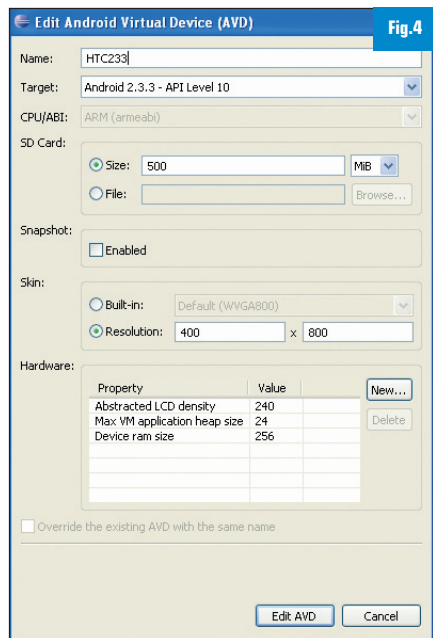 Edit Android Virtual Device (AVD)
Fig.4
Name: HTC233
Target: Android 2.3.3 - API Level 10
CPU/ABI: ARM (armeabi)
SD Card:
Size: 500 MiB
File: Browse...
Snapshot:
Enabled
Skin:
Built-in: Default (WVGA800)
Resolution: 400 x 800
Hardware:
Property Value New...
Abstracted LCD density 240
Max VM application heap size 24 Delete
Device ram size 256
Override the existing AVD with the same name
Edit AVD Cancel